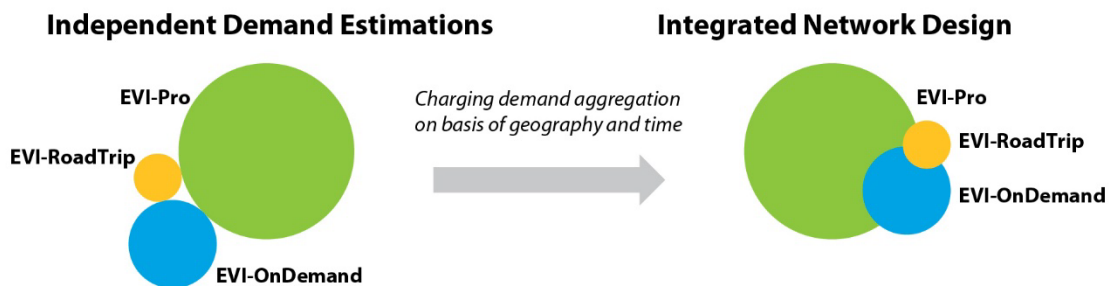 Independent Demand Estimations
EVI-Pro
EVI-RoadTrip
EVI-OnDemand
Charging demand aggregation
on basis of geography and time
Integrated Network Design
EVI-Pro
EVI-RoadTrip
EVI-OnDemand